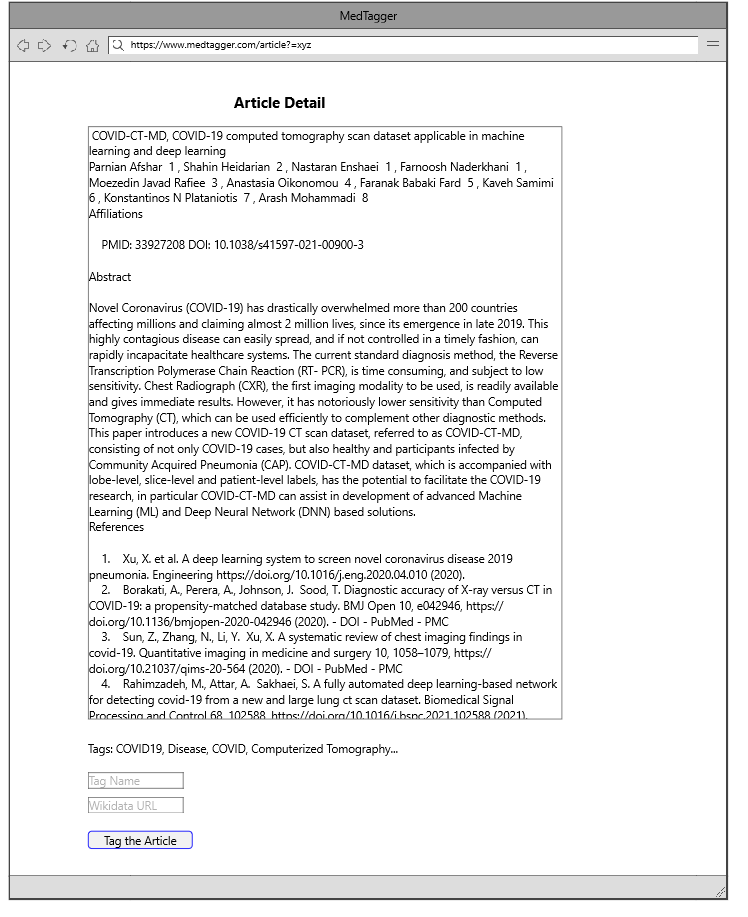 MedTagger
https://www.medtagger.com/article?=xyz
Article Detail
COVID-CT-MD, COVID-19 computed tomography scan dataset applicable in machine
learning and deep learning
Parnian Afshar 1 , Shahin Heidarian 2 , Nastaran Enshaei 1 , Farnoosh Naderkhani 1 ,
Moezedin Javad Rafiee 3 , Anastasia Oikonomou 4 , Faranak Babaki Fard 5 , Kaveh Samimi
6 , Konstantinos N Plataniotis 7 , Arash Mohammadi 8
Affiliations
PMID: 33927208 DOI: 10.1038/s41597-021-00900-3
Abstract
Novel Coronavirus (COVID-19) has drastically overwhelmed more than 200 countries
affecting millions and claiming almost 2 million lives, since its emergence in late 2019. This
highly contagious disease can easily spread, and if not controlled in a timely fashion, can
rapidly incapacitate healthcare systems. The current standard diagnosis method, the Reverse
Transcription Polymerase Chain Reaction (RT- PCR), is time consuming, and subject to low
sensitivity. Chest Radiograph (CXR), the first imaging modality to be used, is readily available
and gives immediate results. However, it has notoriously lower sensitivity than Computed
Tomography (CT), which can be used efficiently to complement other diagnostic methods.
This paper introduces a new COVID-19 CT scan dataset, referred to as COVID-CT-MD,
consisting of not only COVID-19 cases, but also healthy and participants infected by
Community Acquired Pneumonia (CAP). COVID-CT-MD dataset, which is accompanied with
lobe-level, slice-level and patient-level labels, has the potential to facilitate the COVID-19
research, in particular COVID-CT-MD can assist in development of advanced Machine
Learning (ML) and Deep Neural Network (DNN) based solutions.
References
1. Xu, X. et al. A deep learning system to screen novel coronavirus disease 2019
pneumonia. Engineering https://doi.org/10.1016/j.eng.2020.04.010 (2020).
2. Borakati, A., Perera, A., Johnson, J. Sood, T. Diagnostic accuracy of X-ray versus CT in
COVID-19: a propensity-matched database study. BMJ Open 10, e042946, https://
doi.org/10.1136/bmjopen-2020-042946 (2020). - DOI - PubMed - PMC
3. Sun, Z., Zhang, N., Li, Y. Xu, X. A systematic review of chest imaging findings in
covid-19. Quantitative imaging in medicine and surgery 10, 1058–1079, https://
doi.org/10.21037/qims-20-564 (2020). - DOI - PubMed - PMC
4. Rahimzadeh, M., Attar, A. Sakhaei, S. A fully automated deep learning-based network
for detecting covid-19 from a new and large lung ct scan dataset. Biomedical Signal
Processing and Control 68, 102588, https://doi.org/10.1016/j.bspc.2021.102588 (2021).
Tags: COVID19, Disease, COVID, Computerized Tomography...
Tag Name
Wikidata URL
Tag the Article